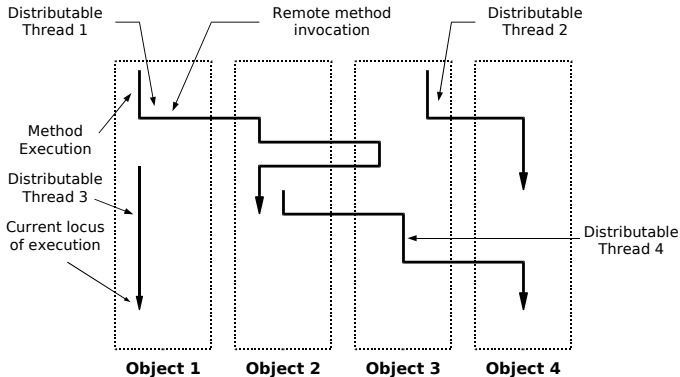 Distributable
Thread 1
Remote method
invocation
Distributable
Thread 2
Method
Execution
Distributable
Thread 3
Current locus
of execution
Distributable
Thread 4
Object 1
Object 2
Object 3
Object 4